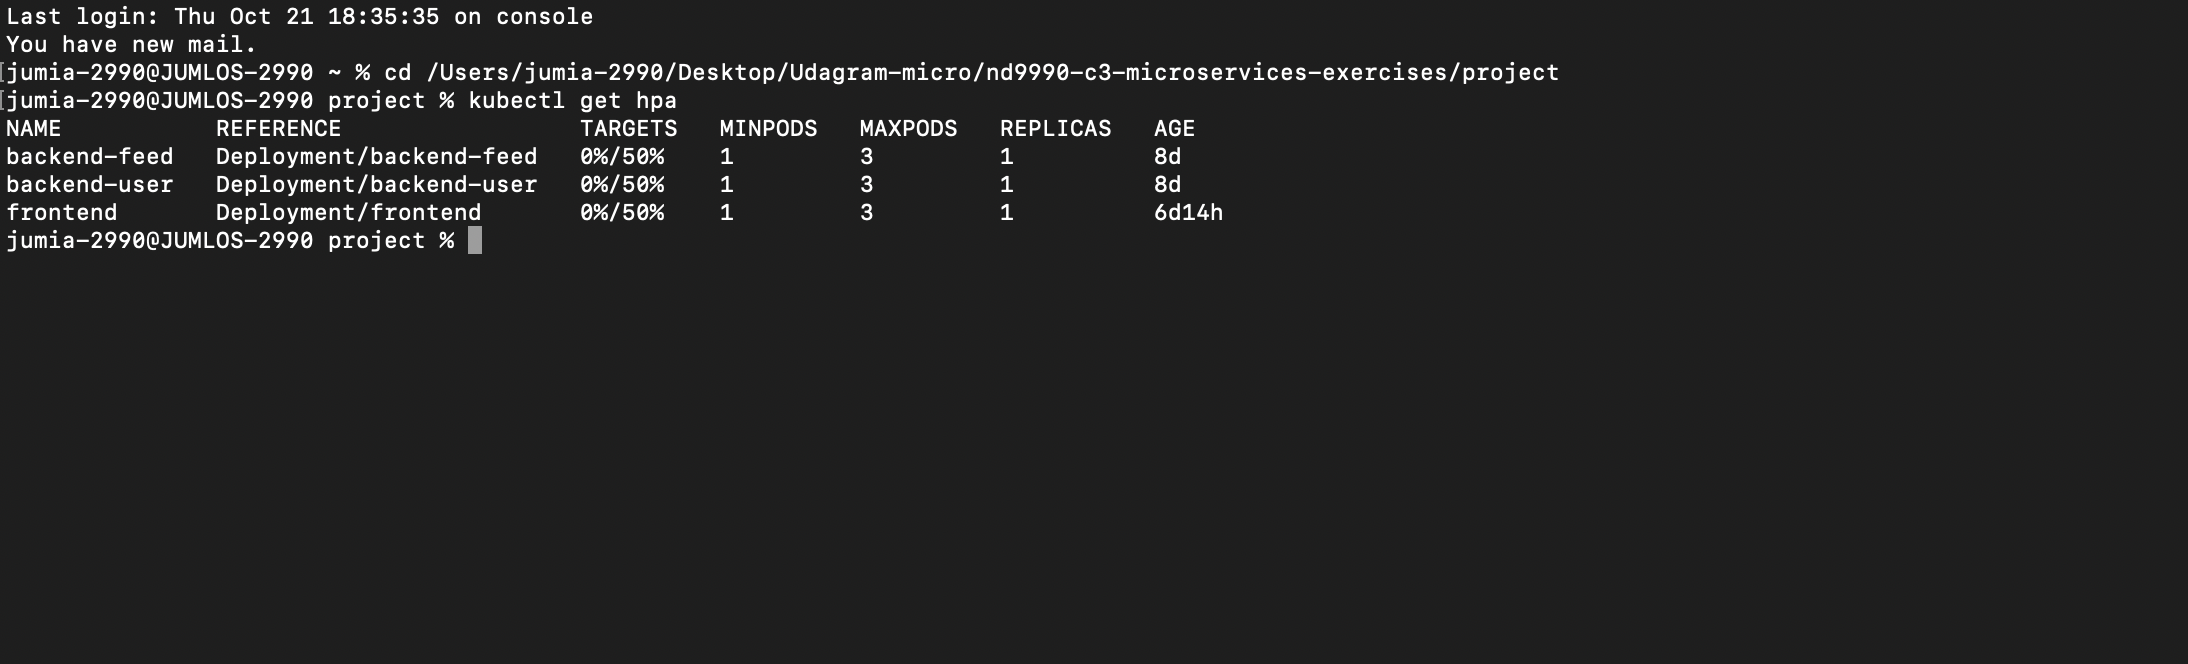 Last login: Thu Oct 21 18:35:35 on console
You have new mail.
[jumia-2990@JUMLOS-2990 ~ % cd /Users/jumia-2990/Desktop/Udagram-micro/nd9990-c3-microservices-exercises/project
[jumia-2990@JUMLOS-2990 project % kubectl get hpa
NAME           REFERENCE                 TARGETS   MINPODS   MAXPODS   REPLICAS   AGE
backend-feed   Deployment/backend-feed   0%/50%    1         3         1          8d
backend-user   Deployment/backend-user   0%/50%    1         3         1          8d
frontend       Deployment/frontend       0%/50%    1         3         1          6d14h
jumia-2990@JUMLOS-2990 project %